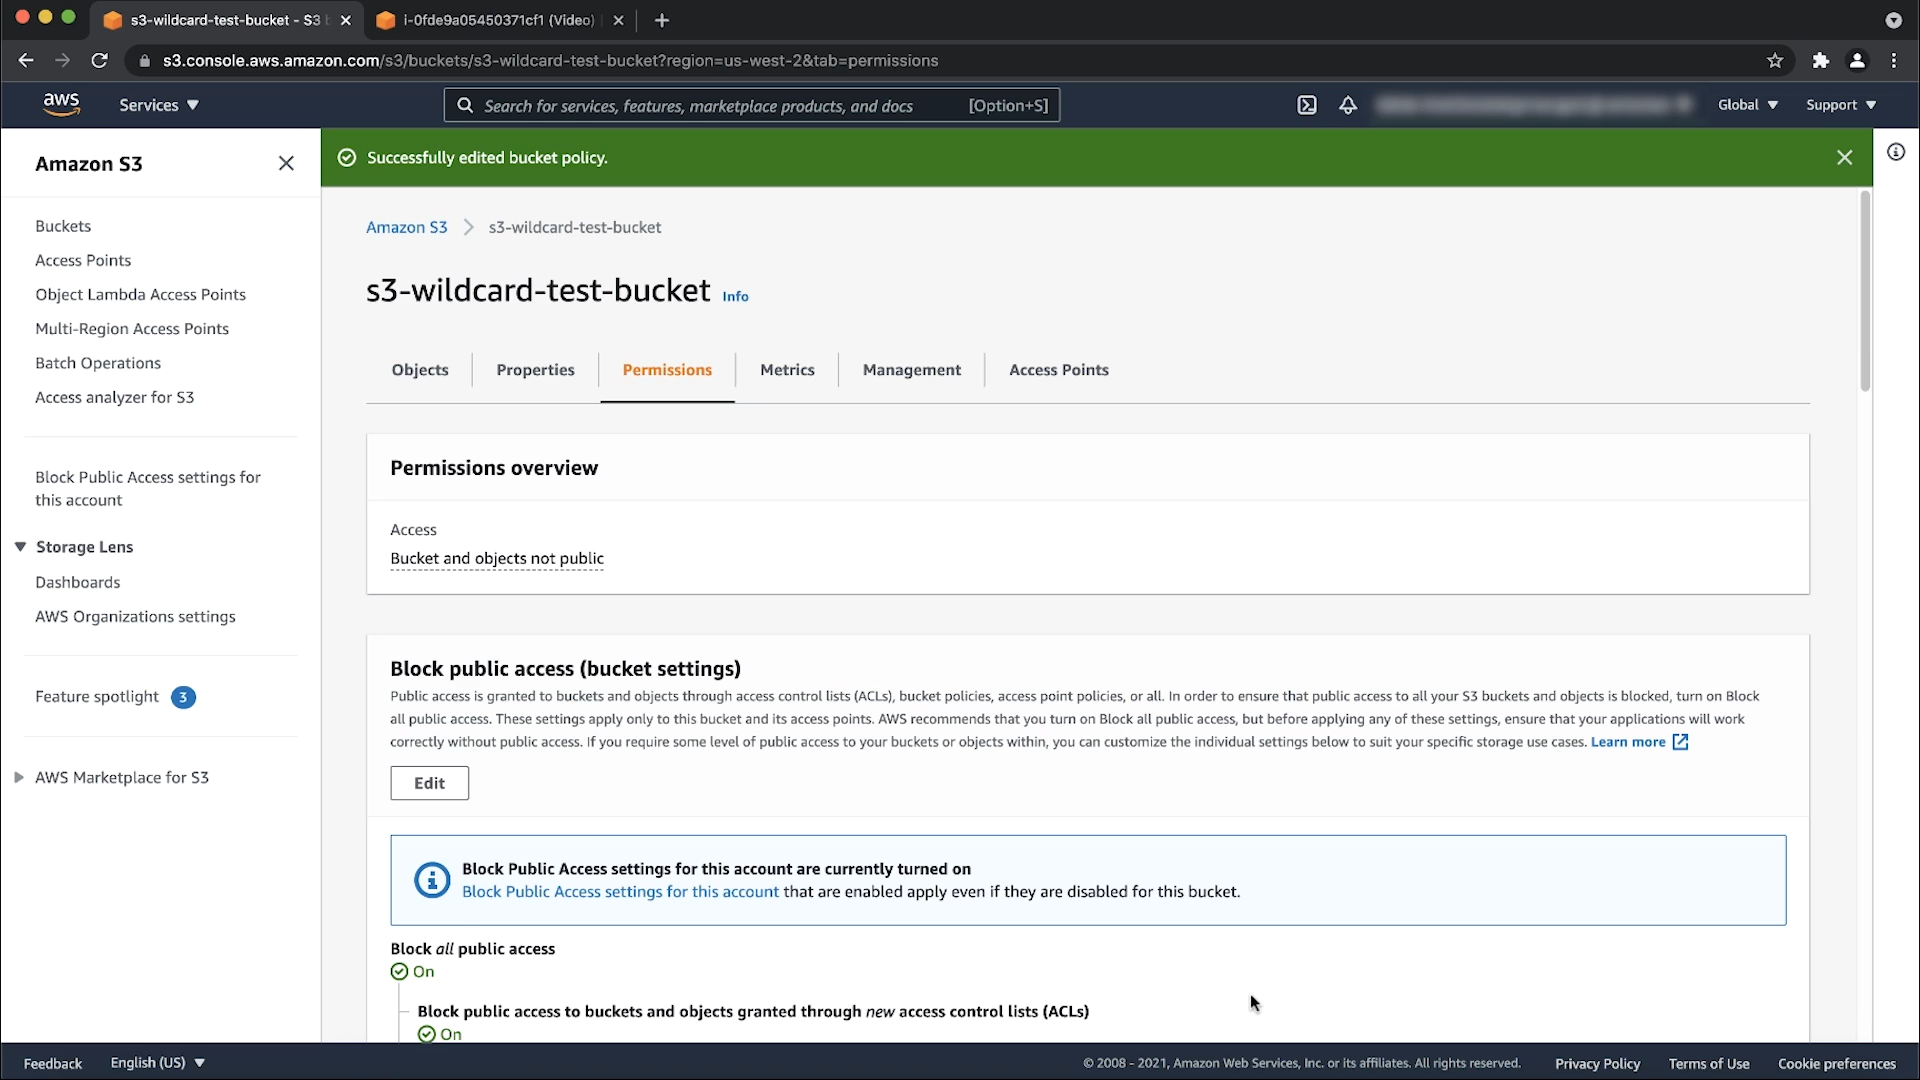 s3-wildcard-test-bucket - S3 b
i-0fde9a05450371cf1 (Video)
s3.console.aws.amazon.com/s3/buckets/s3-wildcard-test-bucket?region=us-west-2&tab=permissions
aws
Services
Search for services, features, marketplace products, and docs
[Option+S]
Global
Support
Amazon S3
Buckets
Access Points
Object Lambda Access Points
Multi-Region Access Points
Batch Operations
Access analyzer for S3
Block Public Access settings for
this account
Storage Lens
Dashboards
AWS Organizations settings
Feature spotlight 3
AWS Marketplace for S3
Successfully edited bucket policy.
Amazon S3
s3-wildcard-test-bucket
s3-wildcard-test-bucket Info
Objects
Properties
Permissions
Metrics
Management
Access Points
Permissions overview
Access
Bucket and objects not public
Block public access (bucket settings)
Public access is granted to buckets and objects through access control lists (ACLs), bucket policies, access point policies, or all. In order to ensure that public access to all your S3 buckets and objects is blocked, turn on Block
all public access. These settings apply only to this bucket and its access points. AWS recommends that you turn on Block all public access, but before applying any of these settings, ensure that your applications will work
correctly without public access. If you require some level of public access to your buckets or objects within, you can customize the individual settings below to suit your specific storage use cases. Learn more
Edit
Block Public Access settings for this account are currently turned on
Block Public Access settings for this account that are enabled apply even if they are disabled for this bucket.
Block all public access
On
Block public access to buckets and objects granted through new access control lists (ACLs)
On
Feedback
English (US)
© 2008 - 2021, Amazon Web Services, Inc. or its affiliates. All rights reserved.
Privacy Policy
Terms of Use
Cookie preferences